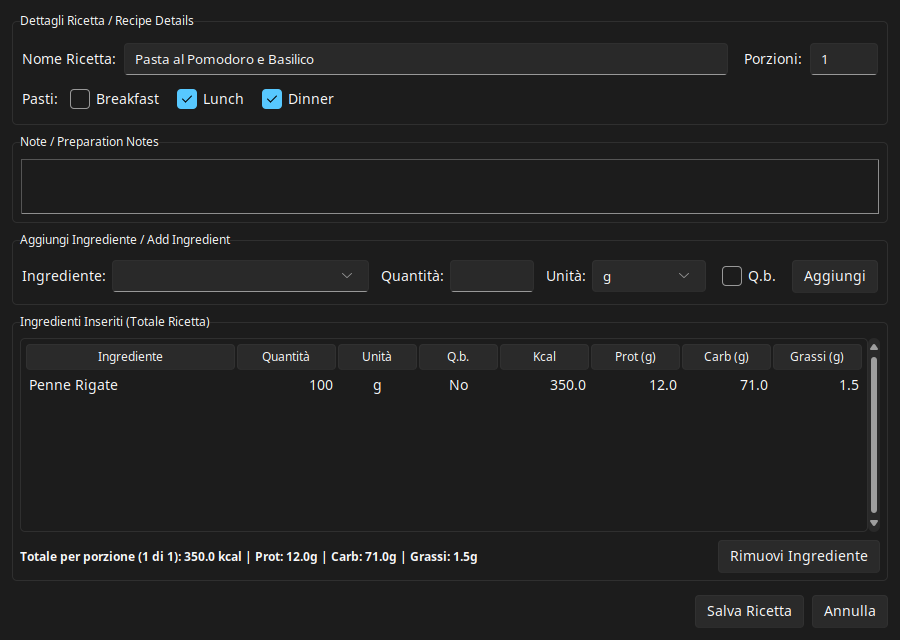 Dettagli Ricetta / Recipe Details
Nome Ricetta: Pasta al Pomodoro e Basilico Porzioni: 1
Pasti: Breakfast Lunch Dinner
Note / Preparation Notes
Aggiungi Ingrediente / Add Ingredient
Ingrediente: Quantità: Unità: g Q.b. Aggiungi
Ingredienti Inseriti (Totale Ricetta)
Ingrediente Quantità Unità Q.b. Kcal Prot (g) Carb (g) Grassi (g)
Penne Rigate 100 g No 350.0 12.0 71.0 1.5
Totale per porzione (1 di 1): 350.0 kcal | Prot: 12.0g | Carb: 71.0g | Grassi: 1.5g Rimuovi Ingrediente
Salva Ricetta Annulla